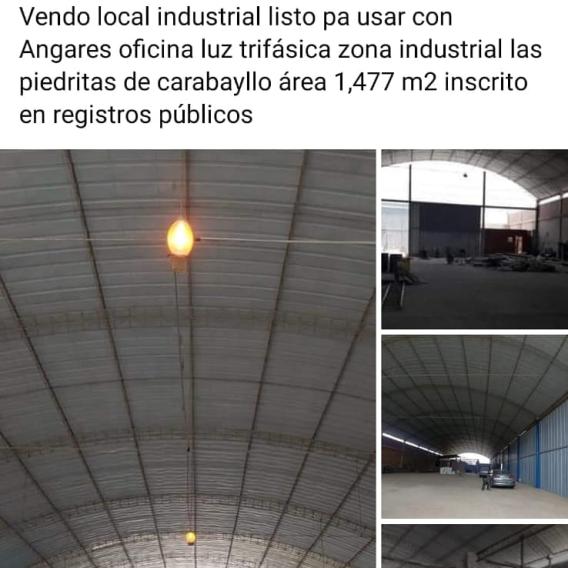 Vendo local industrial listo pa usar con
Angares oficina luz trifásica zona industrial las
piedritas de carabayllo área 1,477 m2 inscrito
en registros públicos